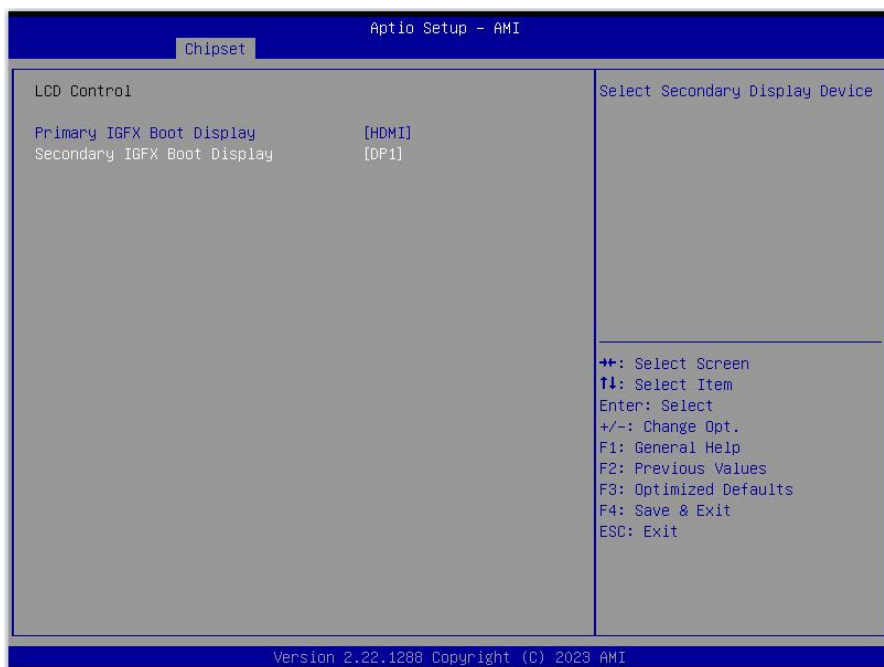 Aptio Setup – AMI
Chipset
LCD Control
Primary IGFX Boot Display [HDMI]
Secondary IGFX Boot Display [DP1]
Select Secondary Display Device
→←: Select Screen
↑↓: Select Item
Enter: Select
+/-: Change Opt.
F1: General Help
F2: Previous Values
F3: Optimized Defaults
F4: Save & Exit
ESC: Exit
Version 2.22.1288 Copyright (C) 2023 AMI